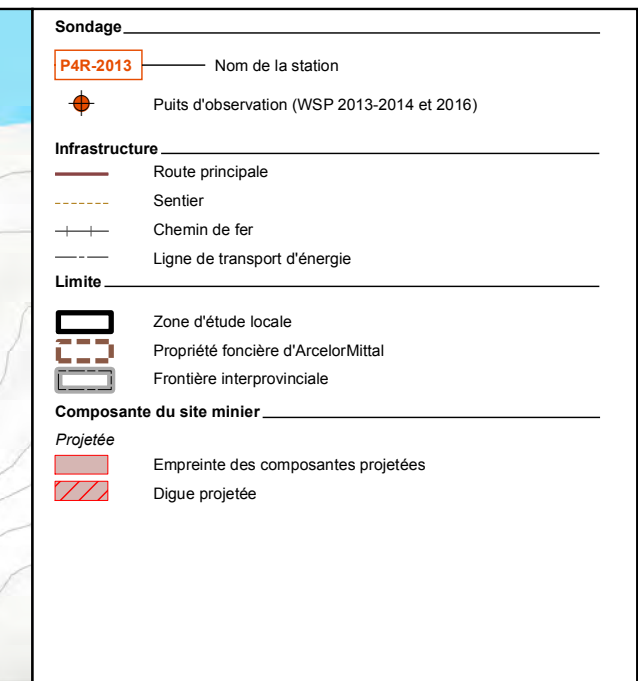 Sondage
P4R-2013 Nom de la station
Puits d'observation (WSP 2013-2014 et 2016)
Infrastructure
Route principale
Sentier
Chemin de fer
Ligne de transport d'énergie
Limite
Zone d'étude locale
Propriété foncière d'ArcelorMittal
Frontière interprovinciale
Composante du site minier
Projetée
Empreinte des composantes projetées
Digue projetée